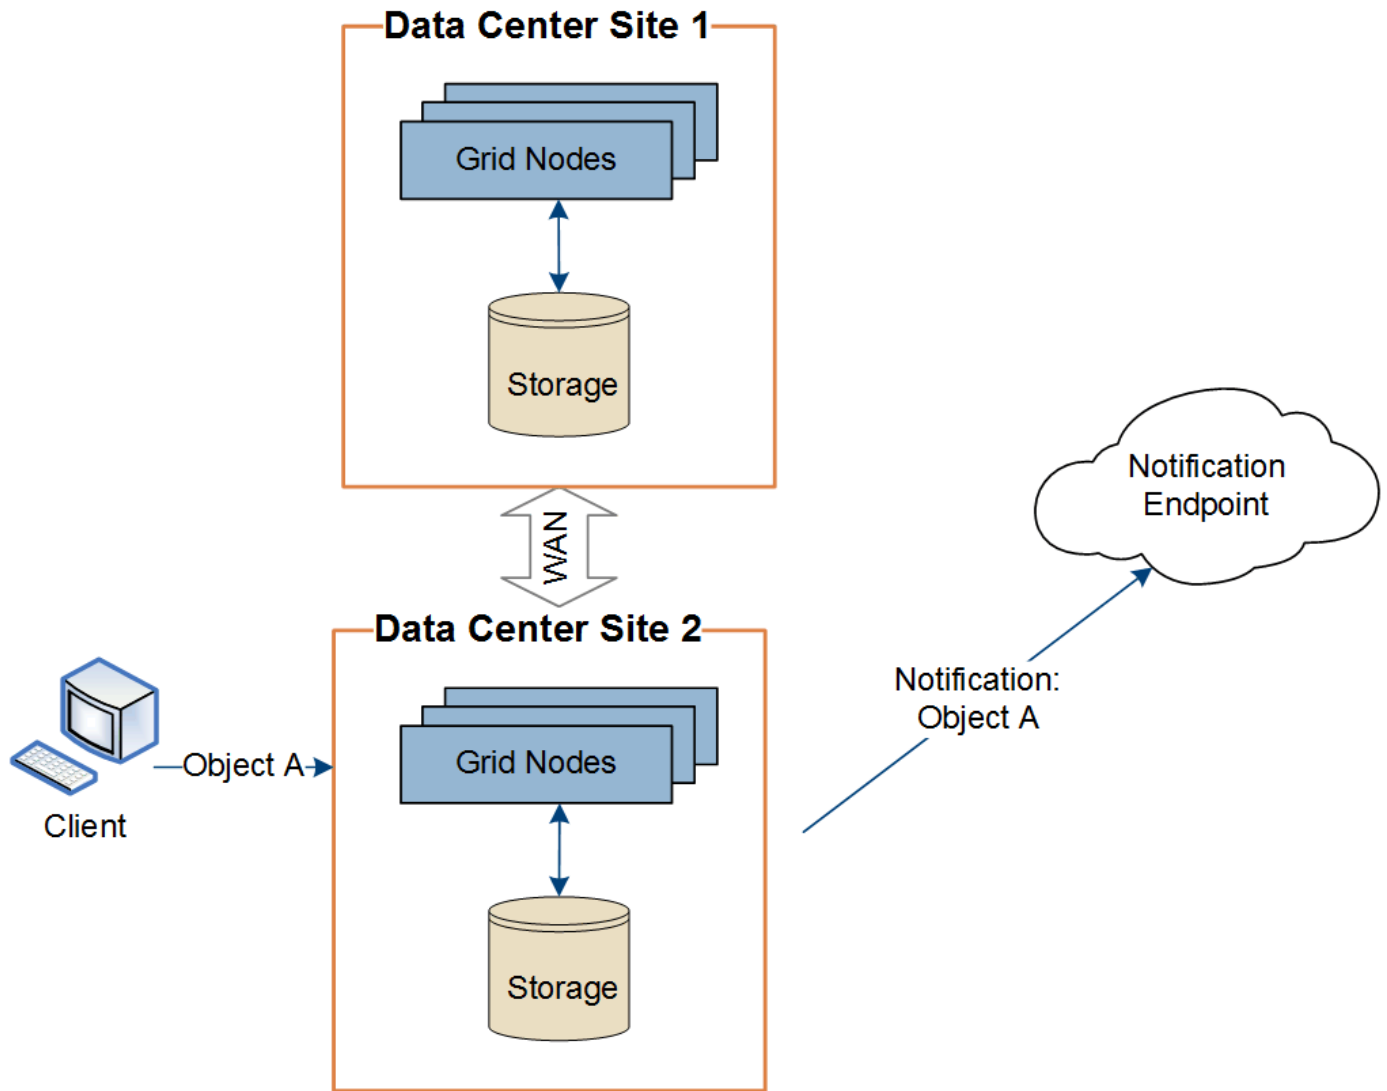 Data Center Site 1
Grid Nodes
Storage
WAN
Notification
Endpoint
Data Center Site 2
Notification:
Object A
Object A
Grid Nodes
Client
Storage